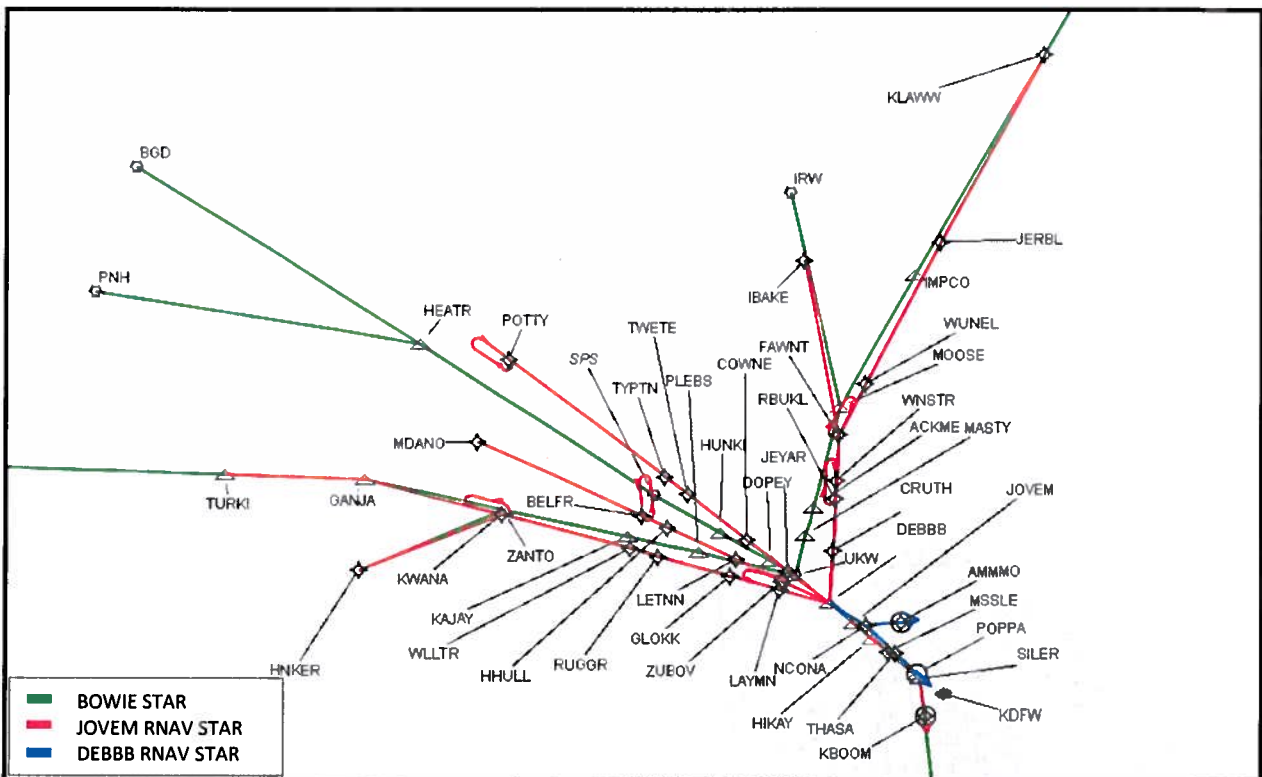 KLAWW
BGD
IRW
JERBL
PNH
IMPCO
IBAKE
HEATR
POTTY
TWETE
WUNEL
FAWNT
MOOSE
SPS
COWNE
TYPTN
PLEBS
RBUKL
WNSTR
ACKME
MASTY
MDANO
HUNKI
JEYAR
DOPEY
CRUTH
JOVEM
TURKI
GANJA
BELFR
DEBBB
ZANTO
UKW
AMMMO
KWANA
MSSLE
KAJAY
LETNN
POPPA
GLOKK
SILER
WLLTR
NCONA
HNKER
HHULL
RUGGR
ZUBOV
LAYMN
HIKAY
THASA
KDFW
KBOOM
BOWIE STAR
JOVEM RNAV STAR
DEBBB RNAV STAR